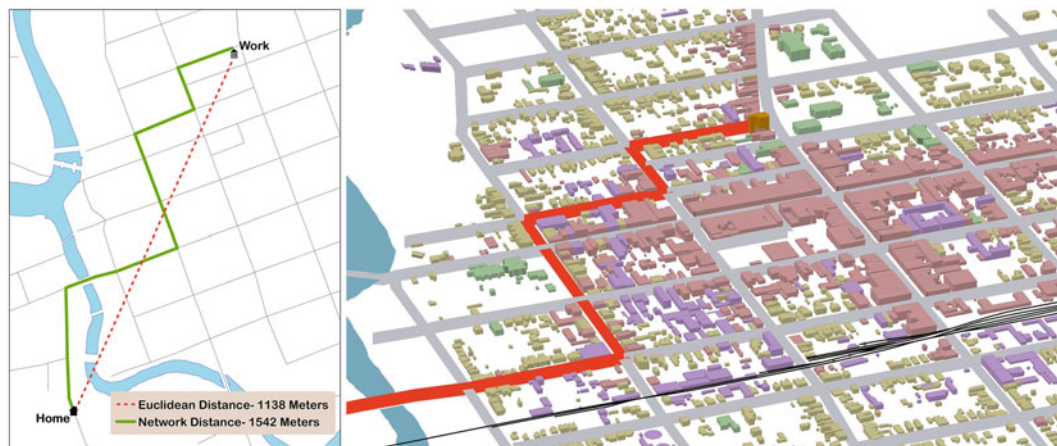 Work
Home
Euclidean Distance- 1138 Meters
Network Distance- 1542 Meters